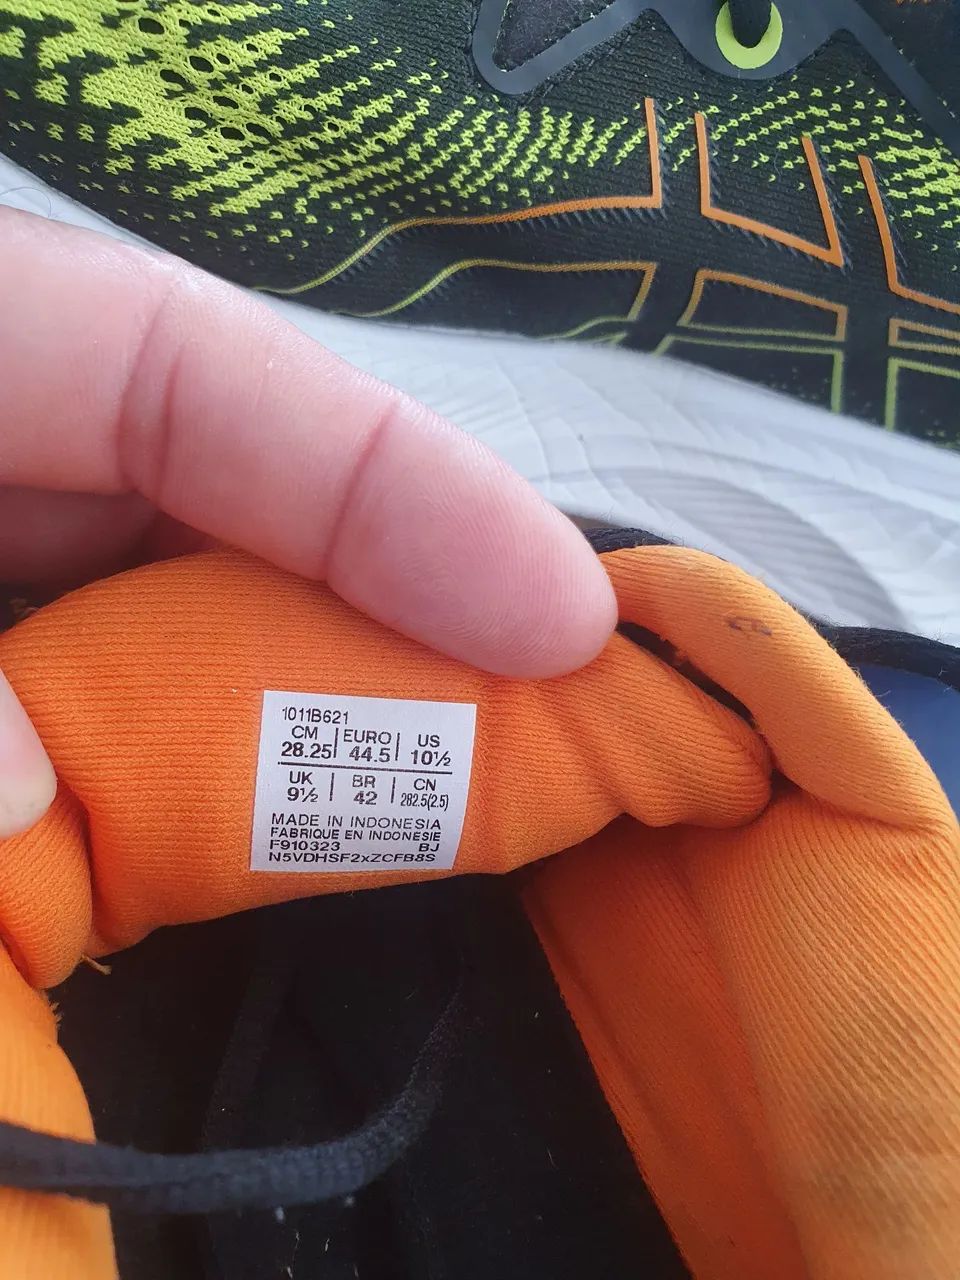 1011B621
CM EURO US
28.25 44.5 10½
UK BR CN
9½ 42 282.5(2.5)
MADE IN INDONESIA
FABRIQUE EN INDONESIE
F910323 BJ
N5VDHSF2xZCFB8S